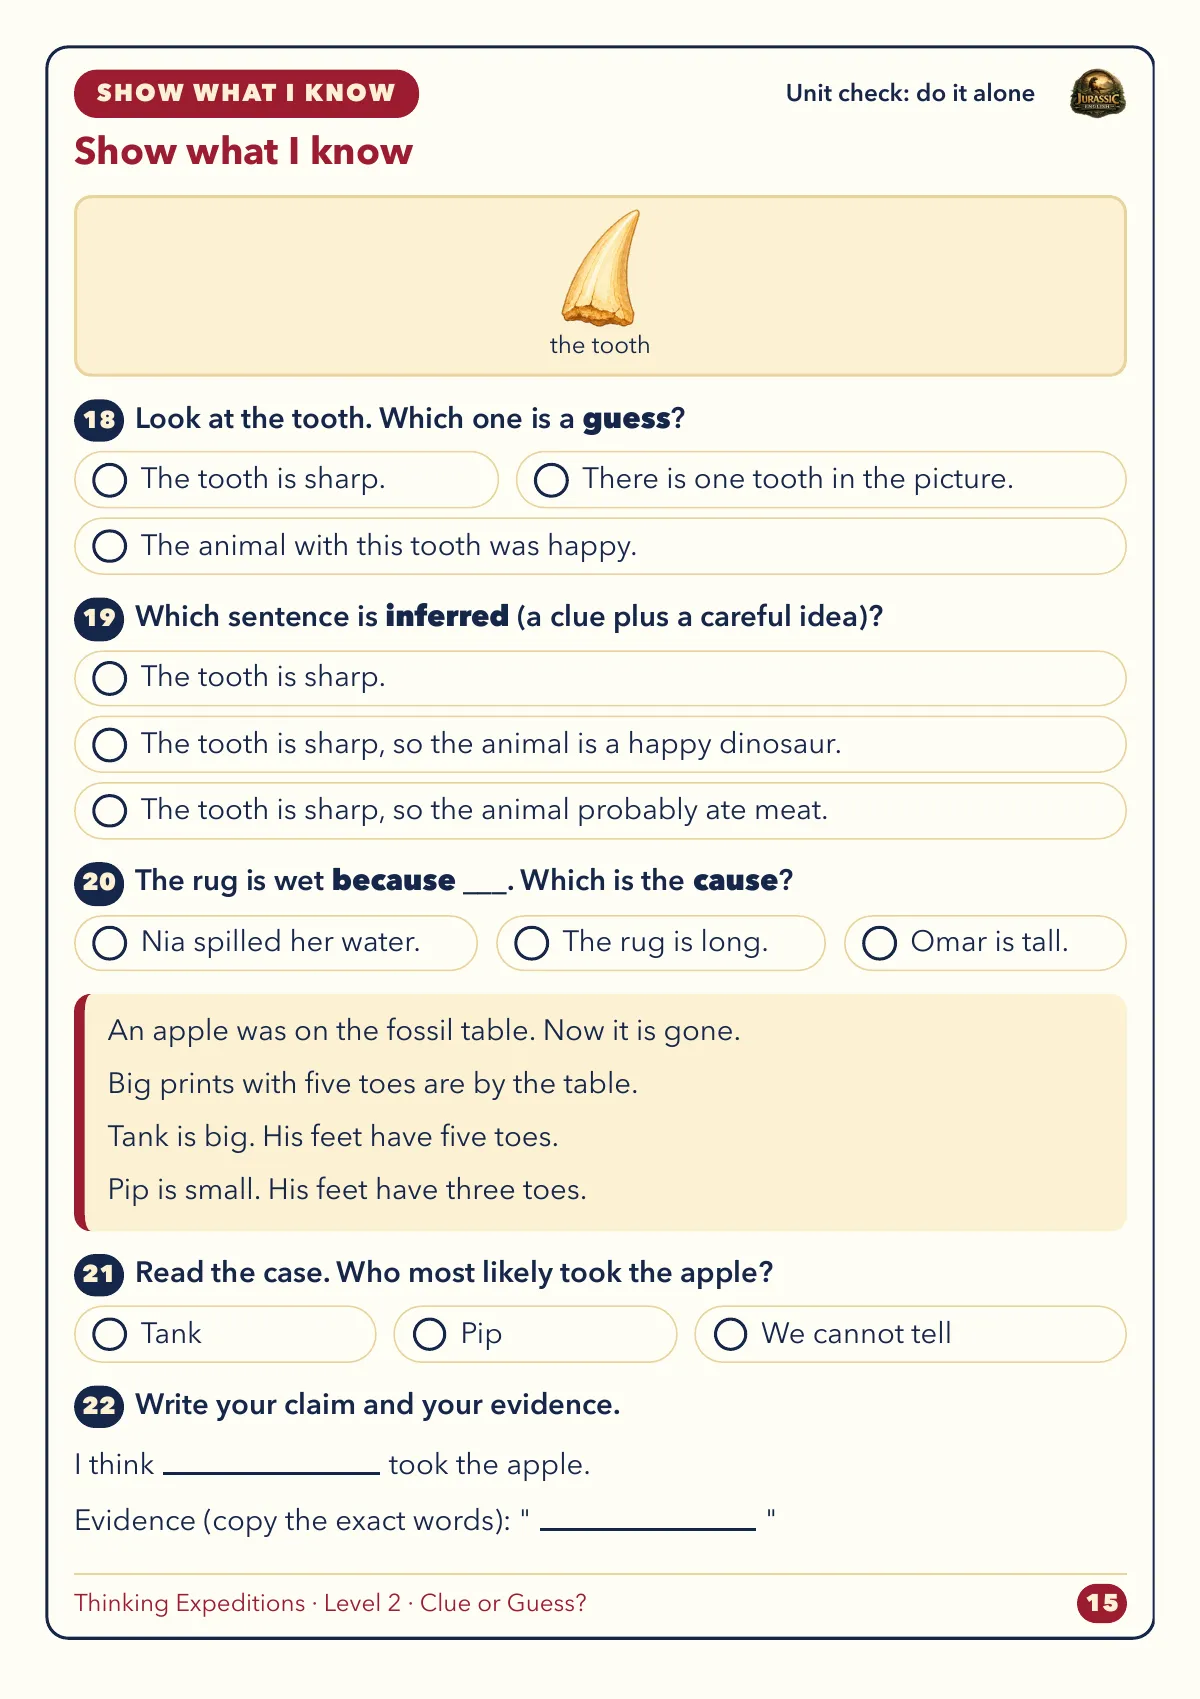 SHOW WHAT I KNOW
Unit check: do it alone
JURASSIC
ENGLISH
Show what I know
the tooth
18 Look at the tooth. Which one is a guess?
The tooth is sharp.
There is one tooth in the picture.
The animal with this tooth was happy.
19 Which sentence is inferred (a clue plus a careful idea)?
The tooth is sharp.
The tooth is sharp, so the animal is a happy dinosaur.
The tooth is sharp, so the animal probably ate meat.
20 The rug is wet because ___. Which is the cause?
Nia spilled her water.
The rug is long.
Omar is tall.
An apple was on the fossil table. Now it is gone.
Big prints with five toes are by the table.
Tank is big. His feet have five toes.
Pip is small. His feet have three toes.
21 Read the case. Who most likely took the apple?
Tank
Pip
We cannot tell
22 Write your claim and your evidence.
I think ____________ took the apple.
Evidence (copy the exact words): " ____________ "
Thinking Expeditions · Level 2 · Clue or Guess?
15